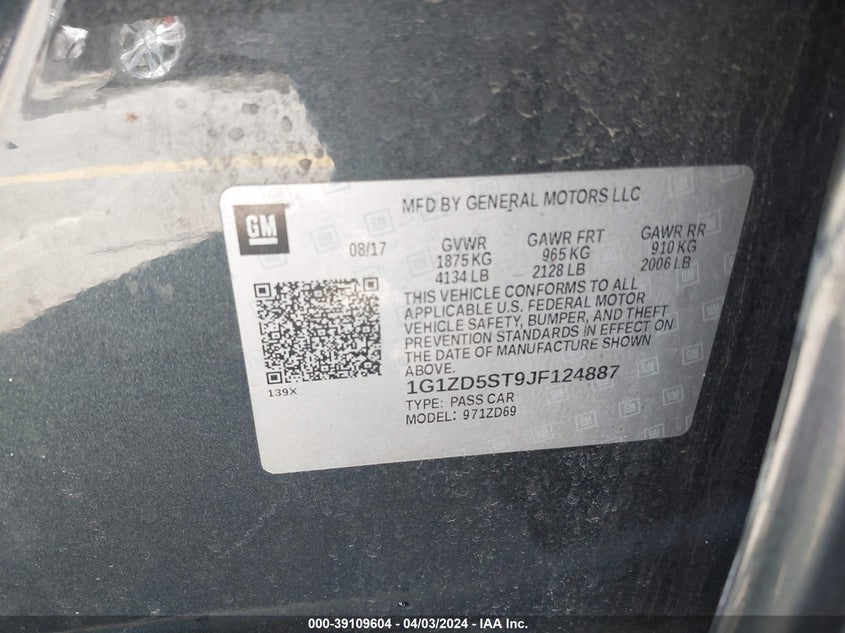 GM
MFD BY GENERAL MOTORS LLC
08/17
GVWR
1875 KG
4134 LB
GAWR FRT
965 KG
2128 LB
GAWR RR
910 KG
2006 LB
THIS VEHICLE CONFORMS TO ALL
APPLICABLE U.S. FEDERAL MOTOR
VEHICLE SAFETY, BUMPER, AND THEFT
PREVENTION STANDARDS IN EFFECT ON
THE DATE OF MANUFACTURE SHOWN
ABOVE.
139X
1G1ZD5ST9JF124887
TYPE: PASS CAR
MODEL: 971ZD69
000-39109604 - 04/03/2024 - IAA Inc.